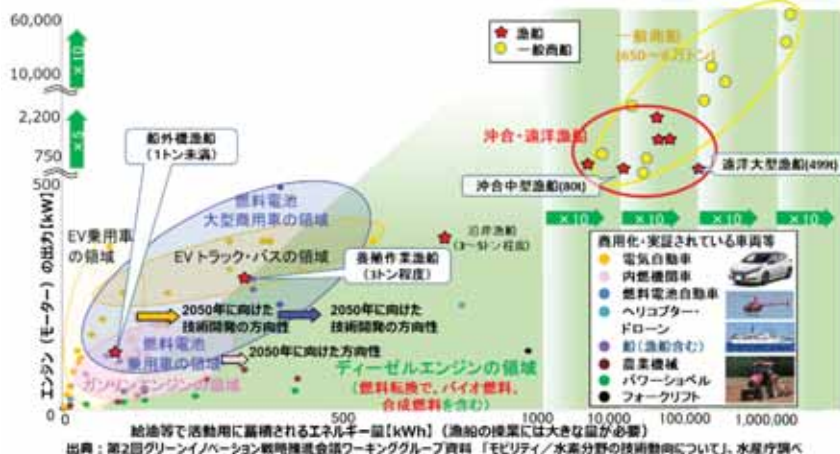 60,000
10,000
2,200
750
500
0
×10
×5
エンジン（モーター）の出力【kW】
★漁船
○一般商船
一般商船
(650～6万トン)
沖合・遠洋漁船
遠洋大型漁船(499t)
沖合中型漁船(80t)
×10
×10
×10
×10
船外機漁船
（1トン未満）
燃料電池
大型商用車の領域
EV乗用車
の領域
EVトラック・バスの領域
養殖作業漁船
（3トン程度）
沿岸漁船
（3～5トン程度）
2050年に向けた
技術開発の方向性
2050年に向けた
技術開発の方向性
燃料電池
乗用車の領域
2050年に向けた方向性
ガソリンエンジンの領域
ディーゼルエンジンの領域
（燃料転換で、バイオ燃料、
合成燃料を含む）
商用化・実証されている車両等
電気自動車
内燃機関車
燃料電池自動車
ヘリコプター・
ドローン
船（漁船含む）
農業機械
パワーショベル
フォークリフト
0
500
1000
10,000
100,000
1,000,000
給油等で活動用に蓄積されるエネルギー量【kWh】（漁船の操業には大きな量が必要）
出典：第2回グリーンイノベーション戦略推進会議ワーキンググループ資料 「モビリティ／水素分野の技術動向について」、水産庁調べ